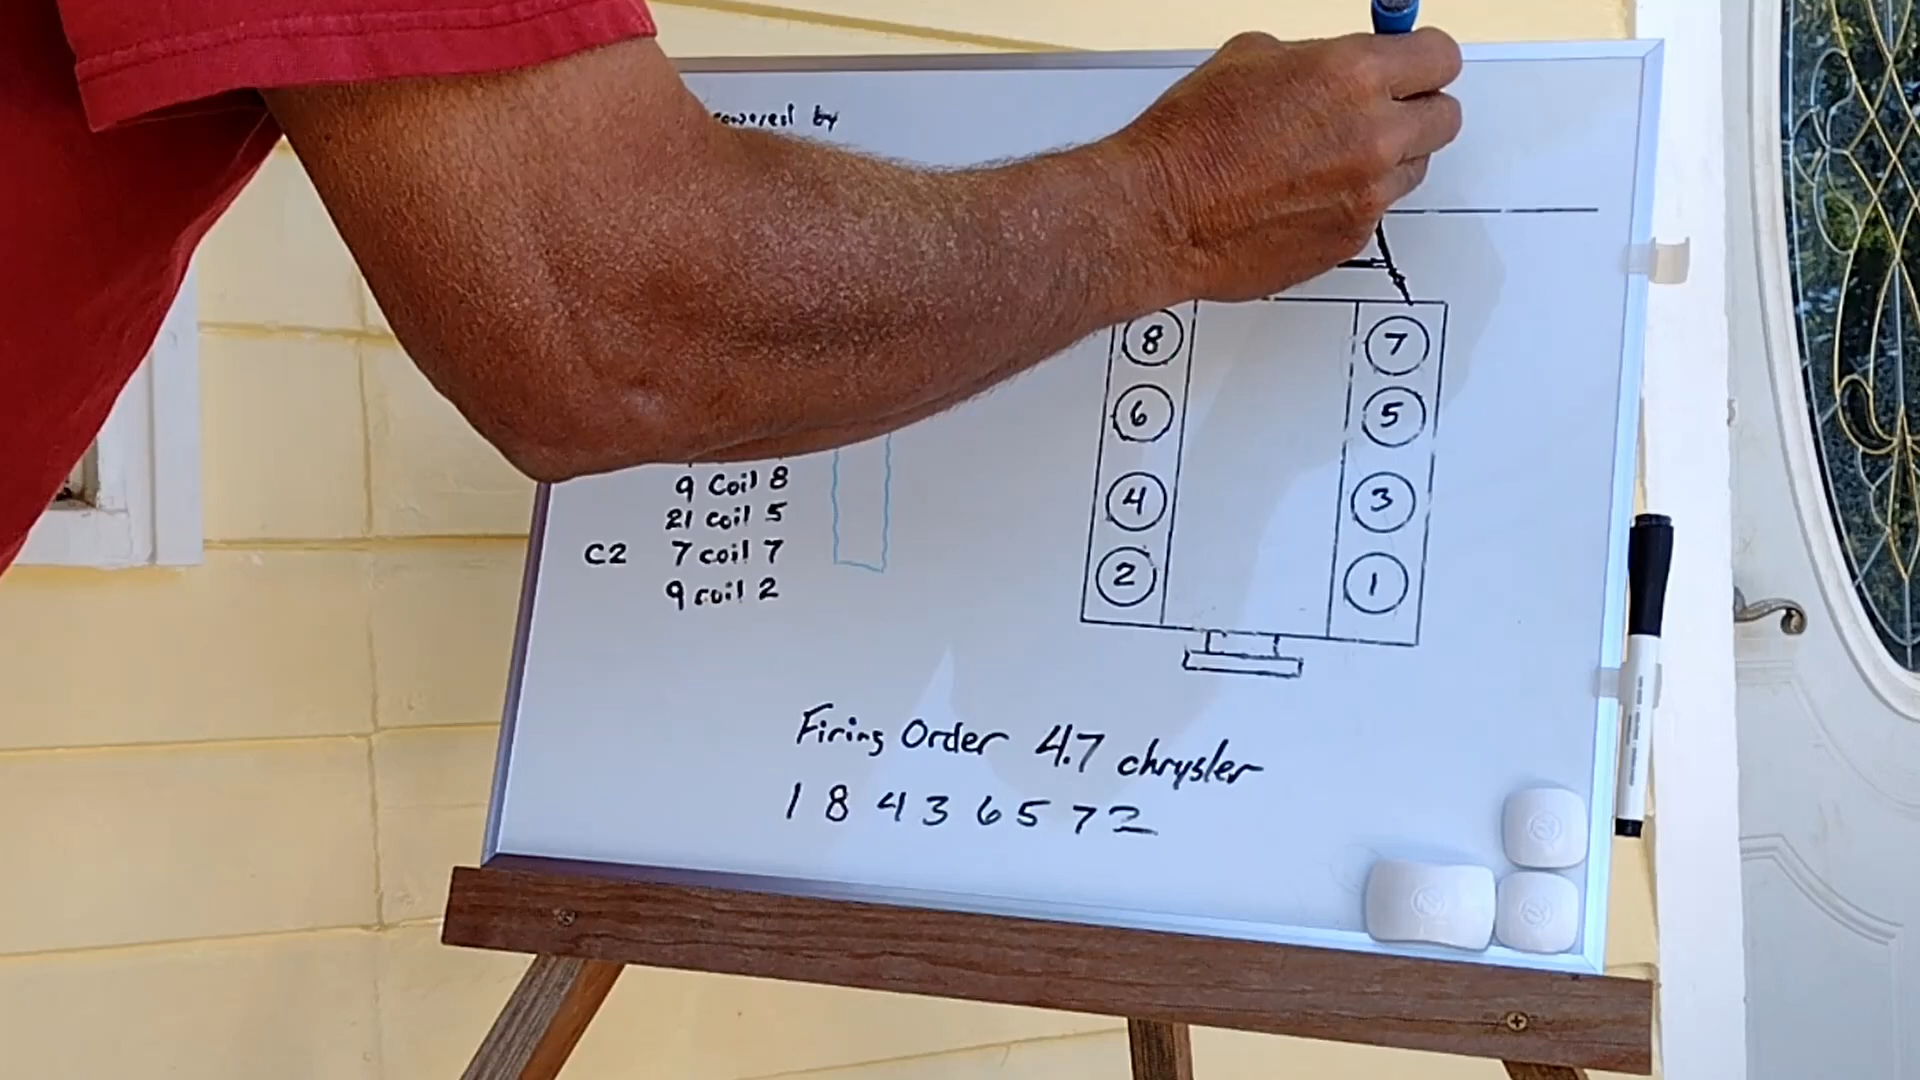 by
9 Coil 8
21 coil 5
C2 7 coil 7
9 coil 2
8 7
6 5
4 3
2 1
Firing Order 4.7 chrysler
1 8 4 3 6 5 7 2